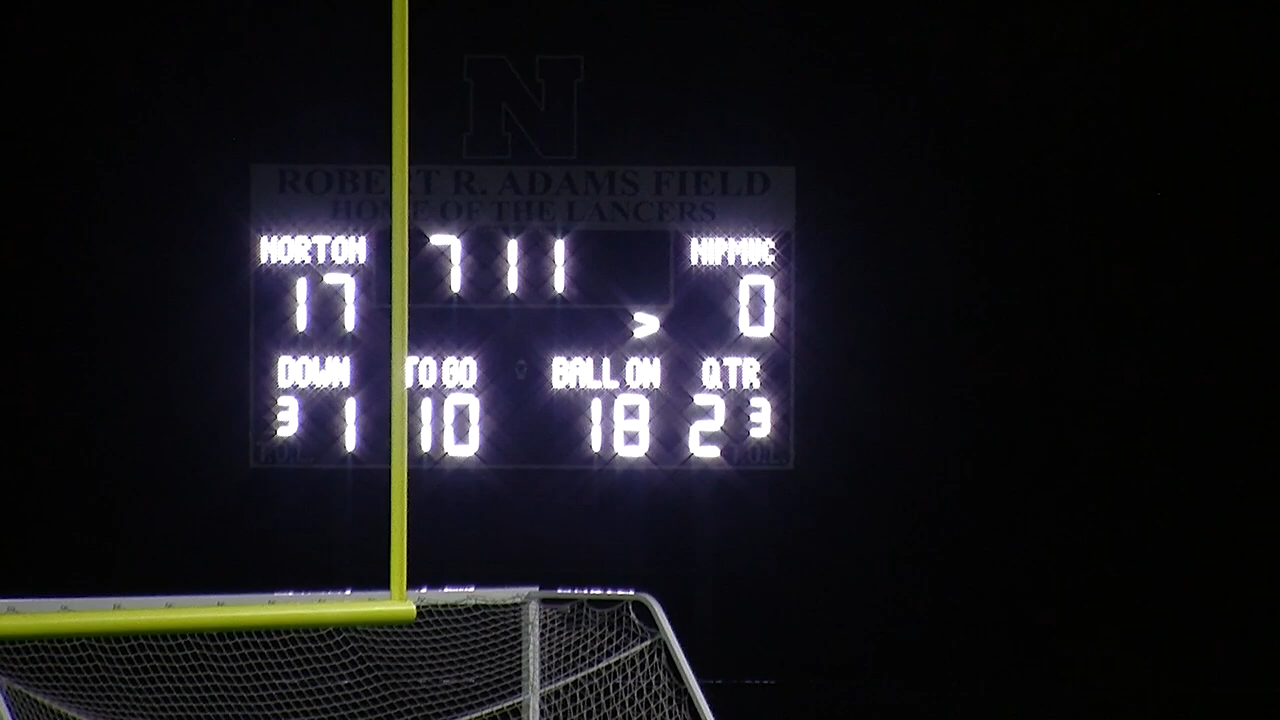 N
ROBERT R. ADAMS FIELD
HOME OF THE LANCERS
NORTON 7 11 NIPMUC
17 > 0
DOWN TO GO BALL ON QTR
3 1 10 18 2 3
T.O.L. T.O.L.